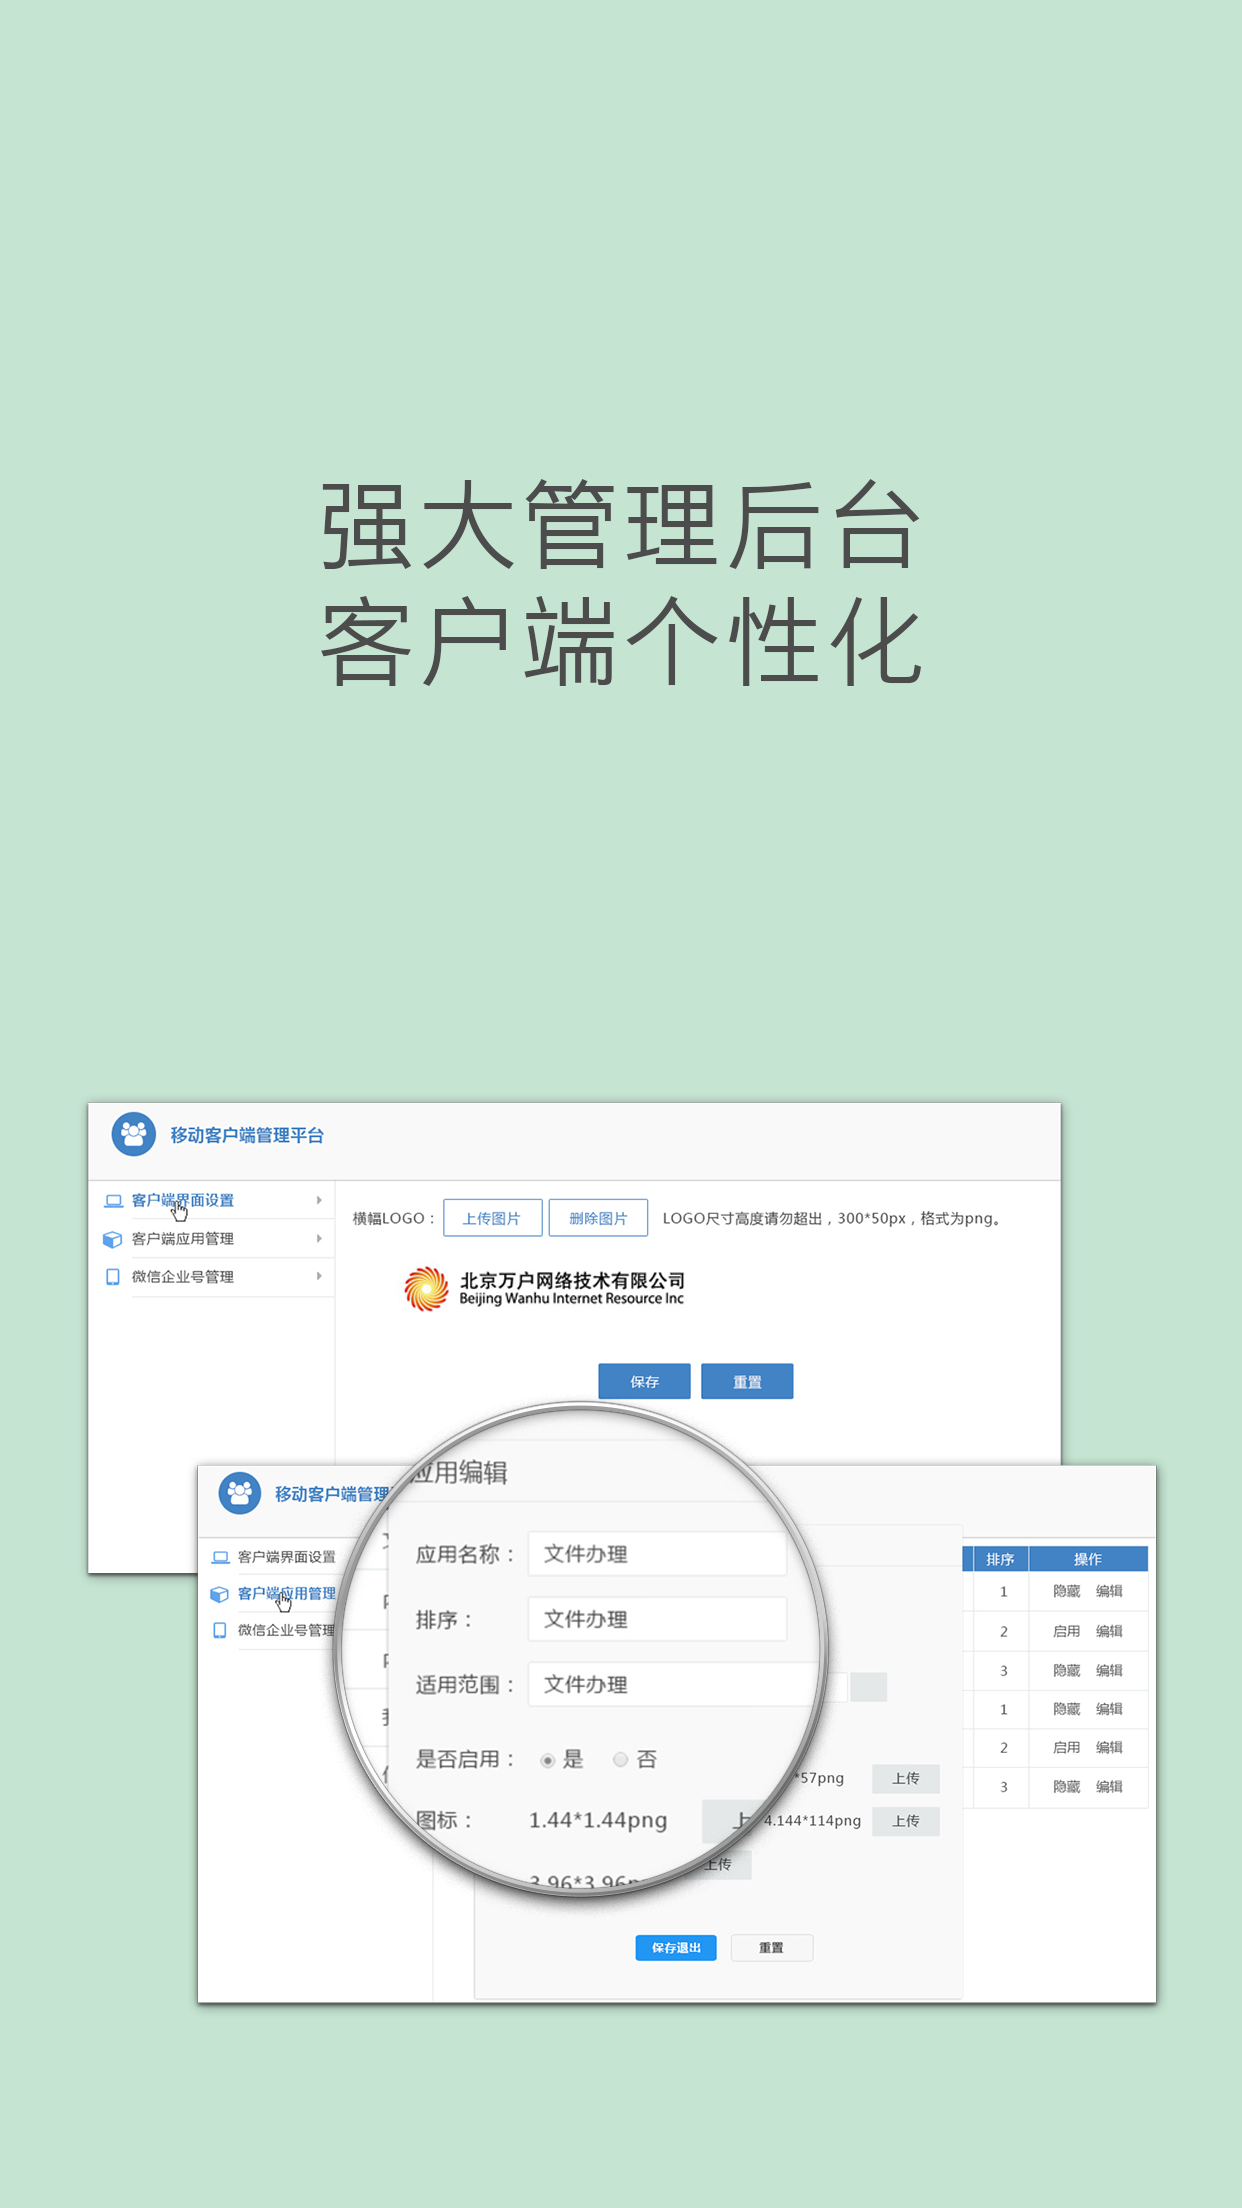 强大管理后台
客户端个性化
移动客户端管理平台
客户端界面设置
客户端应用管理
微信企业号管理
横幅LOGO： 上传图片 删除图片 LOGO尺寸高度请勿超出，300*50px，格式为png。
北京万户网络技术有限公司
Beijing Wanhu Internet Resource Inc
保存 重置
移动客户端管理
客户端界面设置
客户端应用管理
微信企业号管理
应用编辑
应用名称： 文件办理
排序： 文件办理
适用范围： 文件办理
是否启用： 是 否
图标： 1.44*1.44png 上
3.96*3.96p
*57png 上传
4.144*114png 上传
上传
保存退出 重置
排序 操作
1 隐藏 编辑
2 启用 编辑
3 隐藏 编辑
1 隐藏 编辑
2 启用 编辑
3 隐藏 编辑